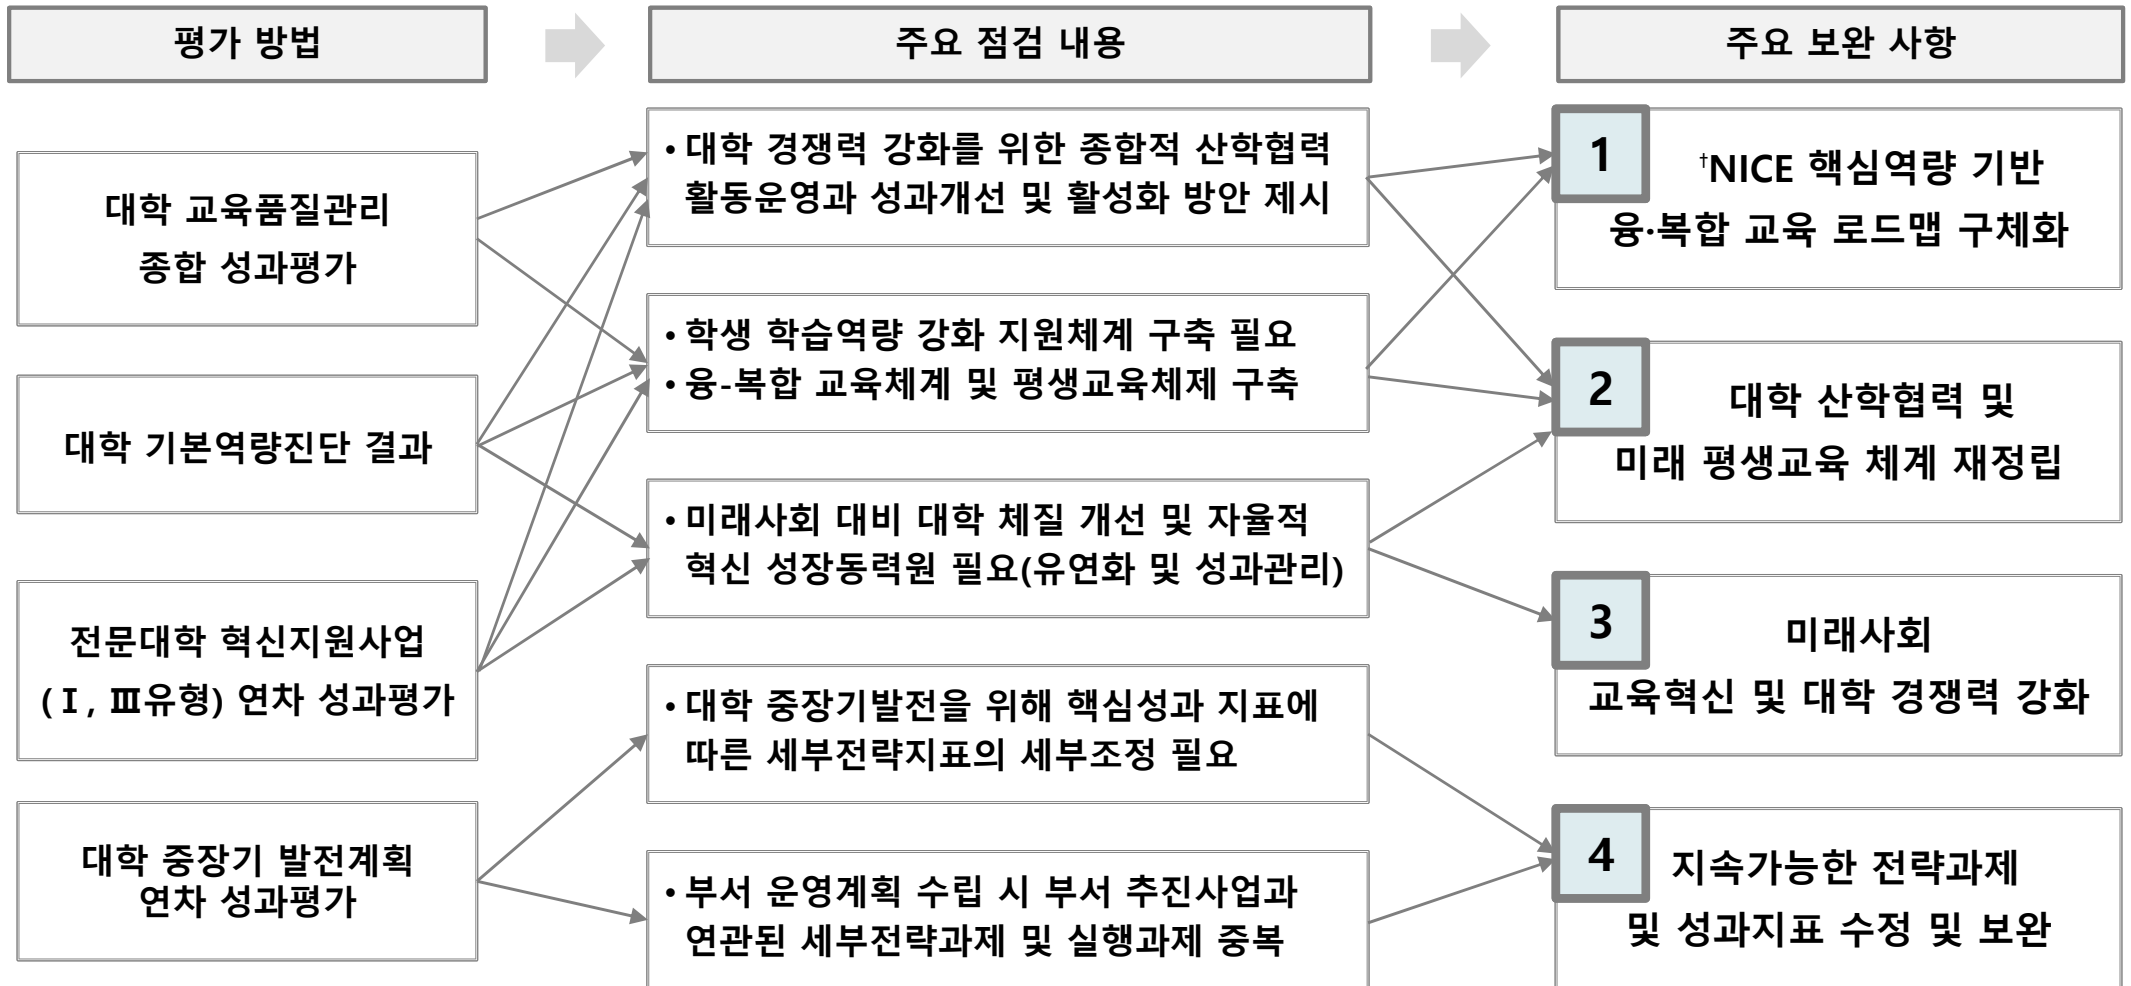 평가 방법
주요 점검 내용
주요 보완 사항
대학 교육품질관리
종합 성과평가
대학 기본역량진단 결과
전문대학 혁신지원사업
(Ⅰ, Ⅲ유형) 연차 성과평가
대학 중장기 발전계획
연차 성과평가
• 대학 경쟁력 강화를 위한 종합적 산학협력
활동운영과 성과개선 및 활성화 방안 제시
• 학생 학습역량 강화 지원체계 구축 필요
• 융-복합 교육체계 및 평생교육체제 구축
• 미래사회 대비 대학 체질 개선 및 자율적
혁신 성장동력원 필요(유연화 및 성과관리)
• 대학 중장기발전을 위해 핵심성과 지표에
따른 세부전략지표의 세부조정 필요
• 부서 운영계획 수립 시 부서 추진사업과
연관된 세부전략과제 및 실행과제 중복
1
†NICE 핵심역량 기반
융·복합 교육 로드맵 구체화
2
대학 산학협력 및
미래 평생교육 체계 재정립
3
미래사회
교육혁신 및 대학 경쟁력 강화
4
지속가능한 전략과제
및 성과지표 수정 및 보완